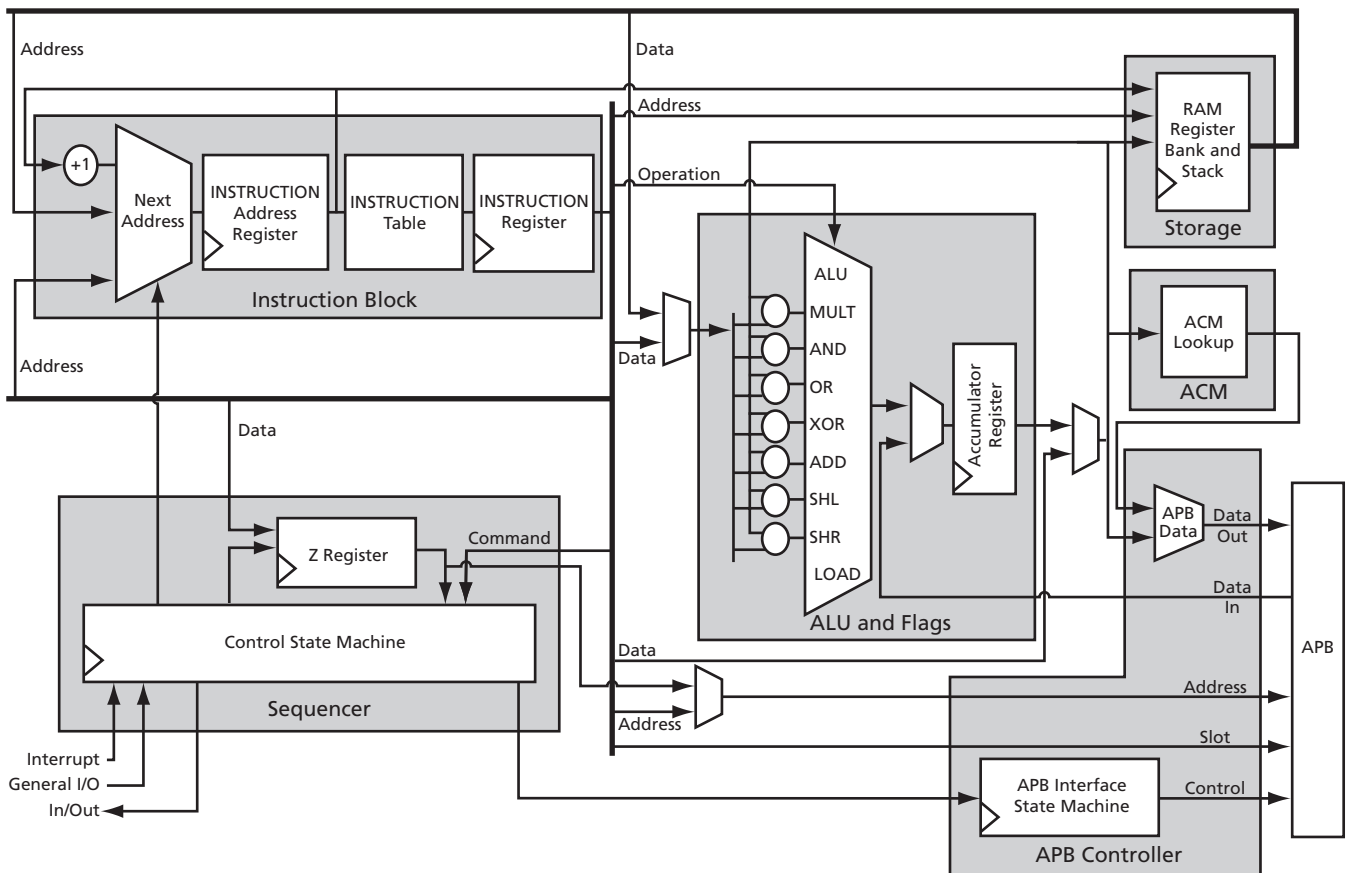 Address
Data
Address
RAM
Register
Bank and
Stack
Storage
+1
Next
Address
INSTRUCTION
Address
Register
INSTRUCTION
Table
INSTRUCTION
Register
Instruction Block
Operation
Address
Data
Data
ALU
MULT
AND
OR
XOR
ADD
SHL
SHR
LOAD
Accumulator
Register
ALU and Flags
ACM
Lookup
ACM
Z Register
Command
Control State Machine
Sequencer
Interrupt
General I/O
In/Out
Data
Address
APB
Data
Data
Out
Data
In
Address
Slot
APB Interface
State Machine
Control
APB Controller
APB